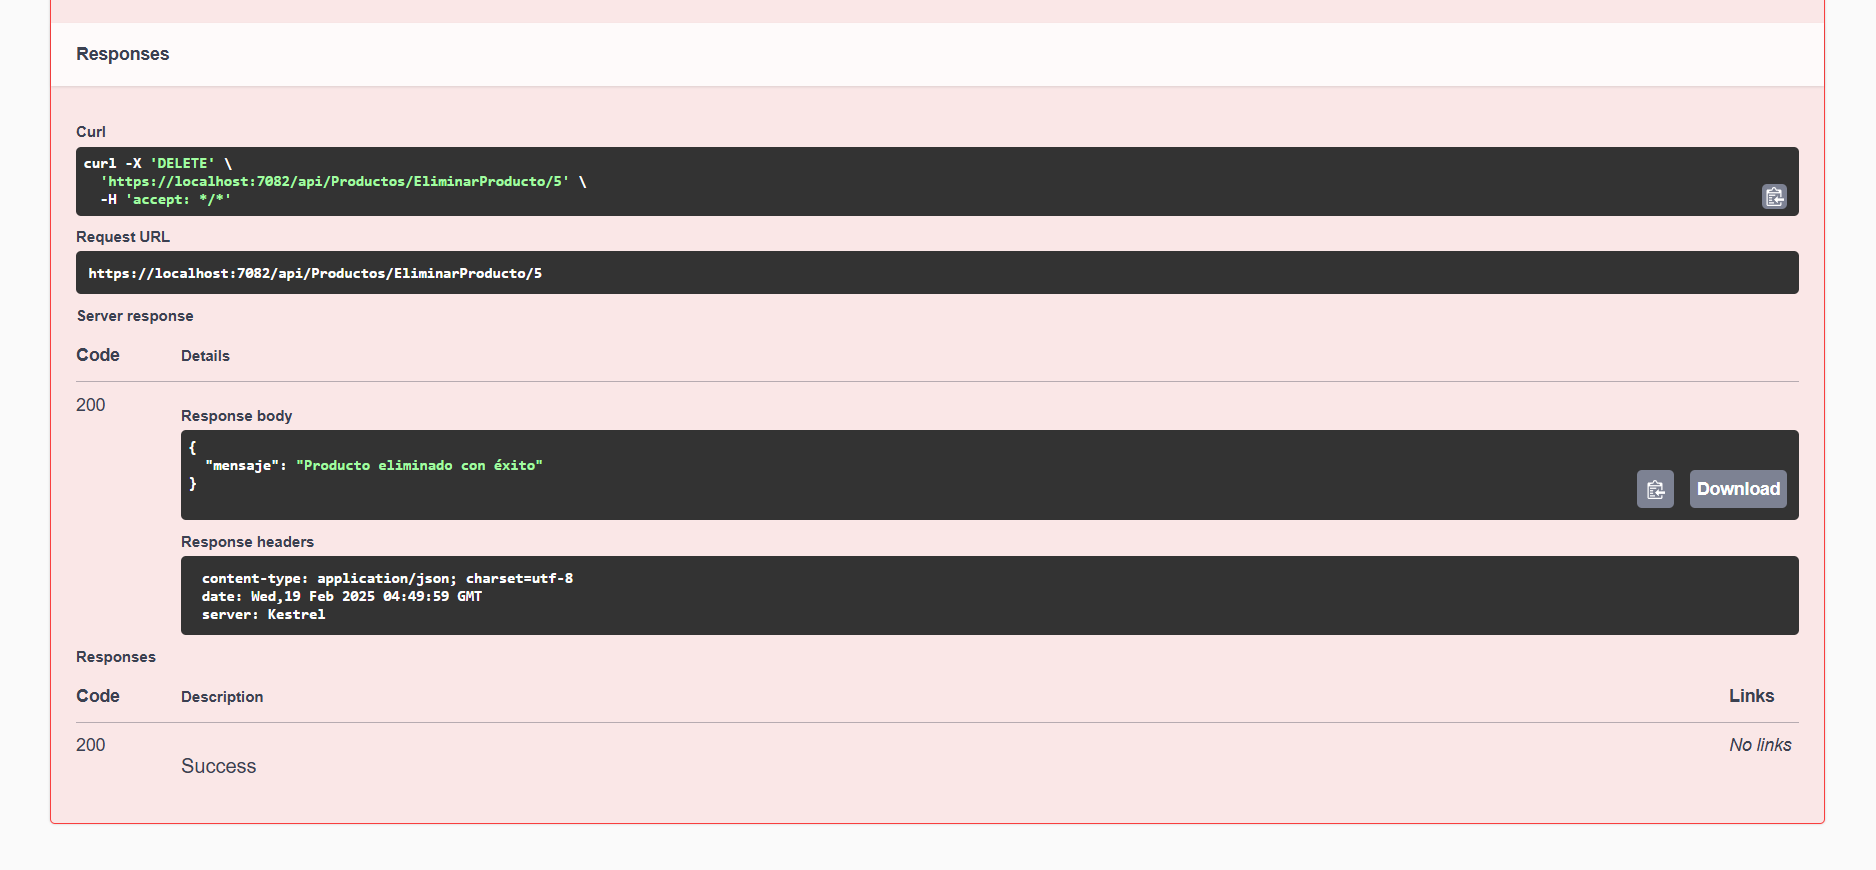 Responses
Curl
curl -X 'DELETE' \
  'https://localhost:7082/api/Productos/EliminarProducto/5' \
  -H 'accept: */*'
Request URL
https://localhost:7082/api/Productos/EliminarProducto/5
Server response
Code Details
200
Response body
{
  "mensaje": "Producto eliminado con éxito"
}
Download
Response headers
content-type: application/json; charset=utf-8
date: Wed,19 Feb 2025 04:49:59 GMT
server: Kestrel
Responses
Code Description Links
200 No links
Success